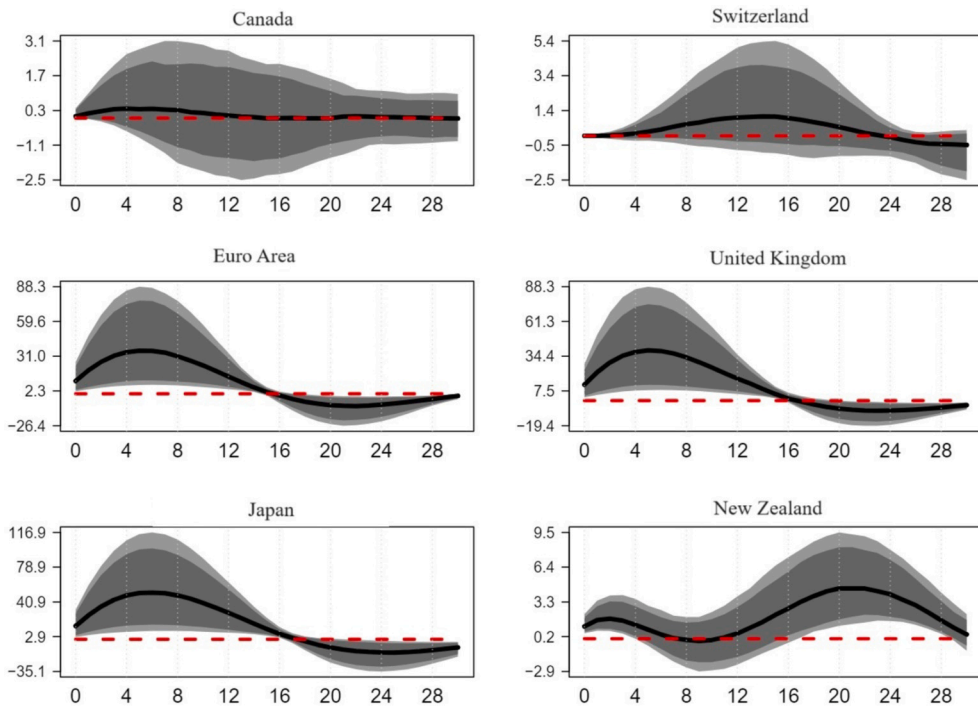 Canada
3.1
1.7
0.3
−1.1
−2.5
0 4 8 12 16 20 24 28
Switzerland
5.4
3.4
1.4
−0.5
−2.5
0 4 8 12 16 20 24 28
Euro Area
88.3
59.6
31.0
2.3
−26.4
0 4 8 12 16 20 24 28
United Kingdom
88.3
61.3
34.4
7.5
−19.4
0 4 8 12 16 20 24 28
Japan
116.9
78.9
40.9
2.9
−35.1
0 4 8 12 16 20 24 28
New Zealand
9.5
6.4
3.3
0.2
−2.9
0 4 8 12 16 20 24 28